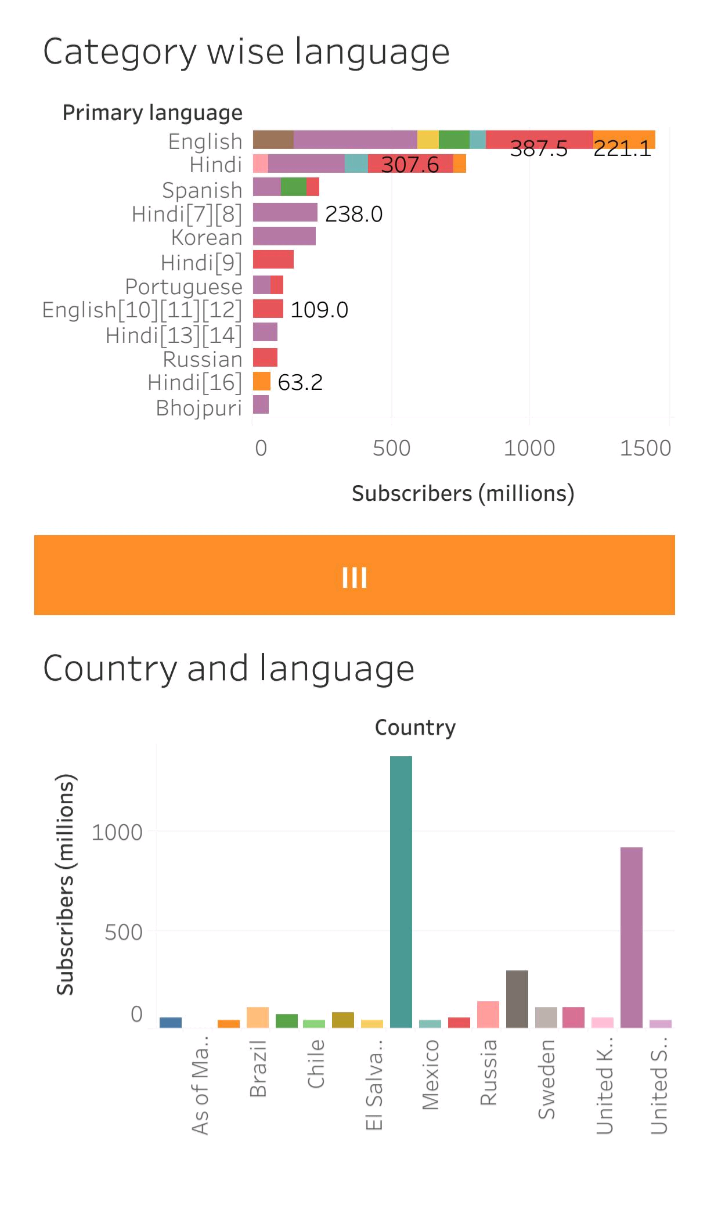 Category wise language
Primary language
English 387.5 221.1
Hindi 307.6
Spanish
Hindi[7][8] 238.0
Korean
Hindi[9]
Portuguese
English[10][11][12] 109.0
Hindi[13][14]
Russian
Hindi[16] 63.2
Bhojpuri
0 500 1000 1500
Subscribers (millions)
Country and language
Country
Subscribers (millions)
1000
500
0
As of Ma..
Brazil
Chile
El Salva..
Mexico
Russia
Sweden
United K..
United S..